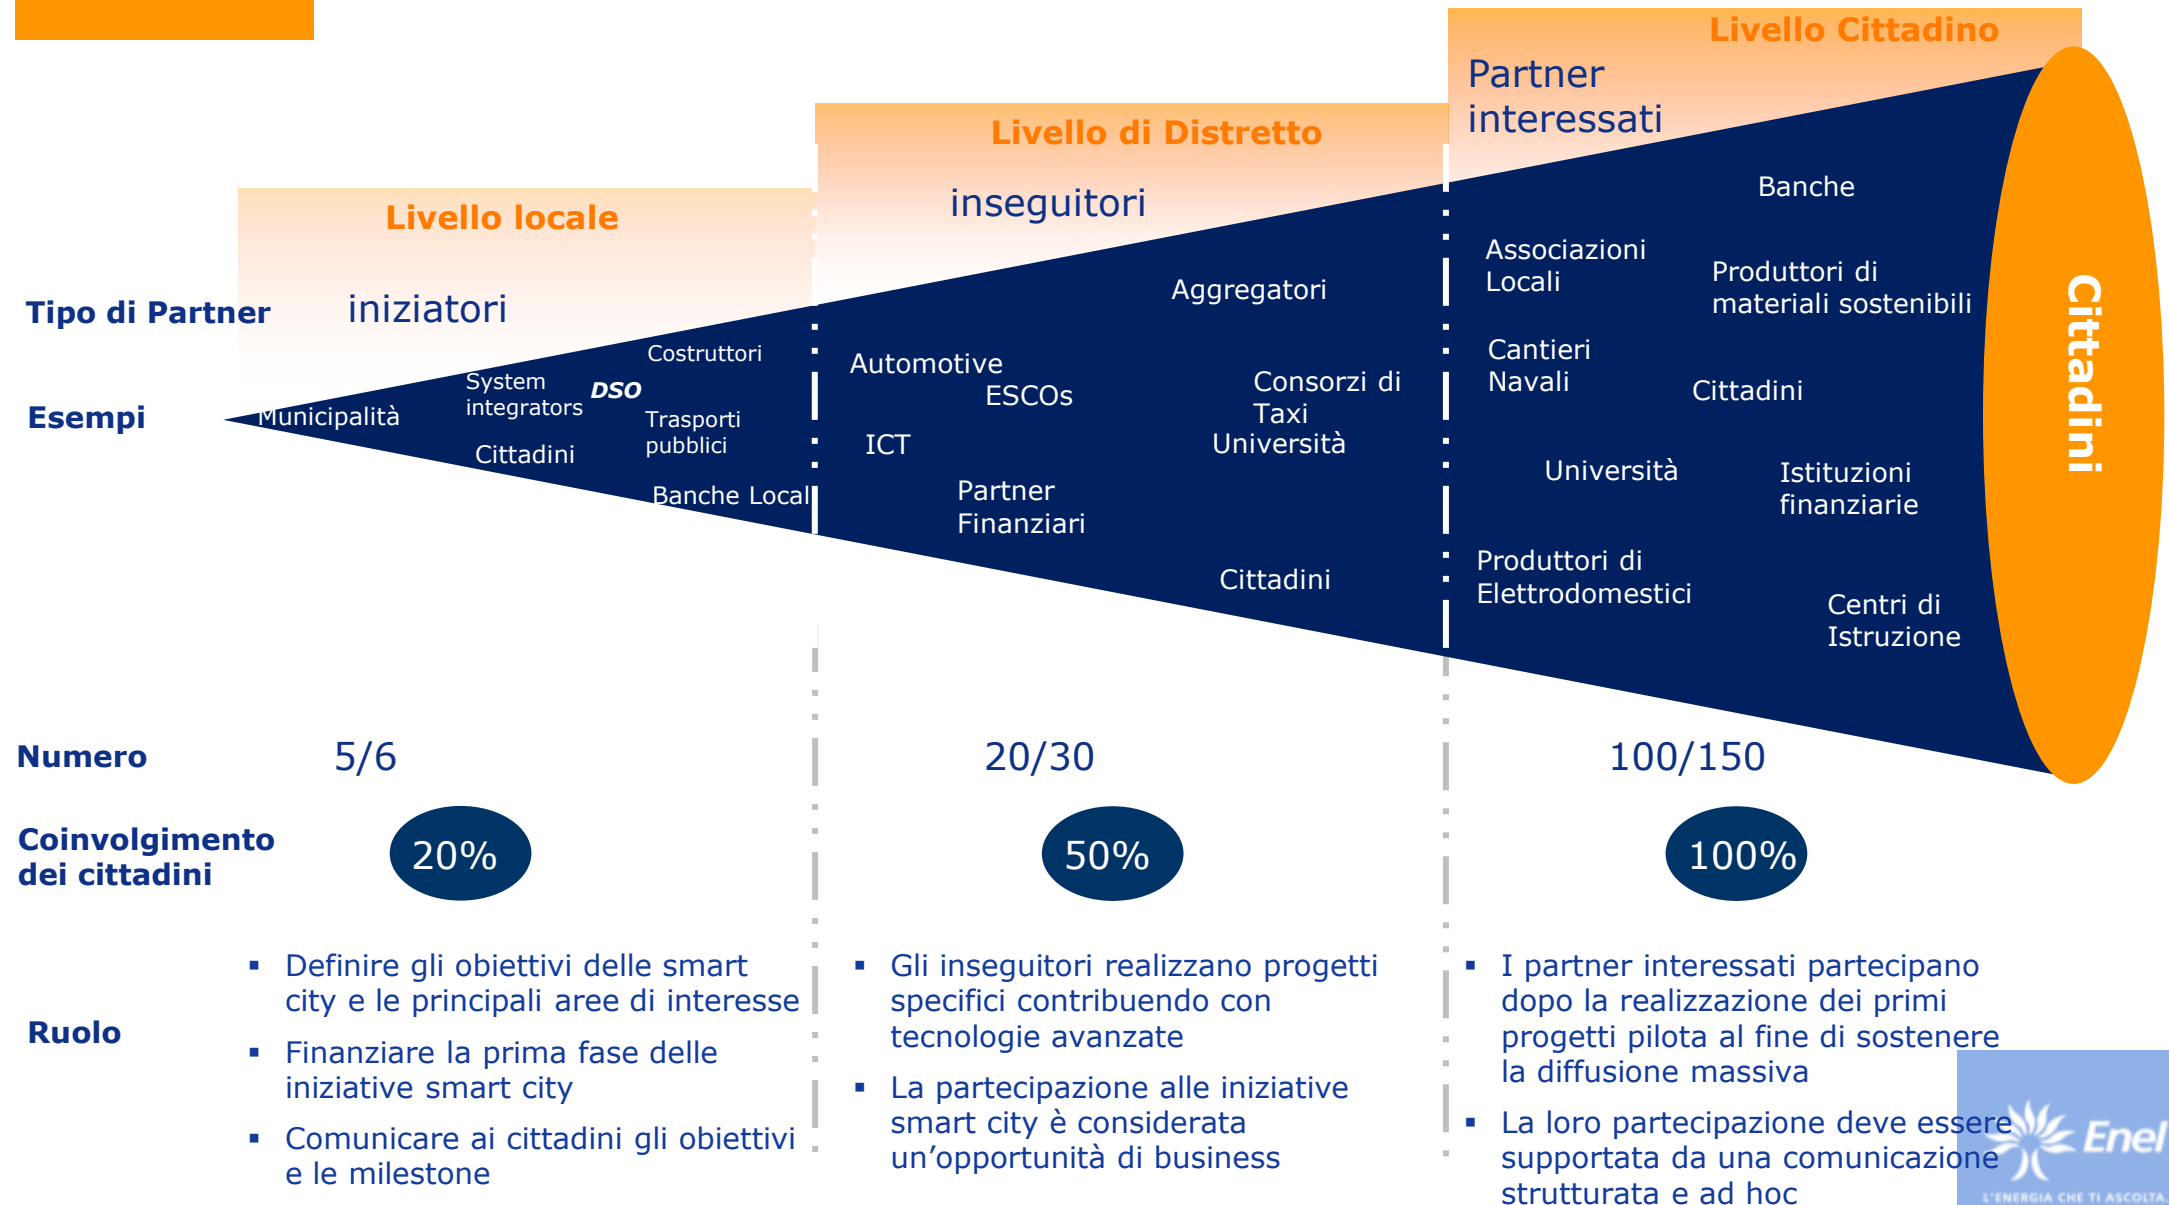 Livello Cittadino
Partner
interessati
Livello di Distretto
inseguitori
Livello locale
Tipo di Partner
iniziatori
Esempi
Municipalità
System
integrators
DSO
Costruttori
Trasporti
pubblici
Cittadini
Banche Local
Automotive
ESCOs
ICT
Partner
Finanziari
Aggregatori
Consorzi di
Taxi
Università
Cittadini
Banche
Associazioni
Locali
Produttori di
materiali sostenibili
Cantieri
Navali
Cittadini
Università
Istituzioni
finanziarie
Produttori di
Elettrodomestici
Centri di
Istruzione
Cittadini
Numero
5/6
20/30
100/150
Coinvolgimento
dei cittadini
20%
50%
100%
Ruolo
▪ Definire gli obiettivi delle smart
city e le principali aree di interesse
▪ Finanziare la prima fase delle
iniziative smart city
▪ Comunicare ai cittadini gli obiettivi
e le milestone
▪ Gli inseguitori realizzano progetti
specifici contribuendo con
tecnologie avanzate
▪ La partecipazione alle iniziative
smart city è considerata
un’opportunità di business
▪ I partner interessati partecipano
dopo la realizzazione dei primi
progetti pilota al fine di sostenere
la diffusione massiva
▪ La loro partecipazione deve essere
supportata da una comunicazione
strutturata e ad hoc
Enel
L'ENERGIA CHE TI ASCOLTA.